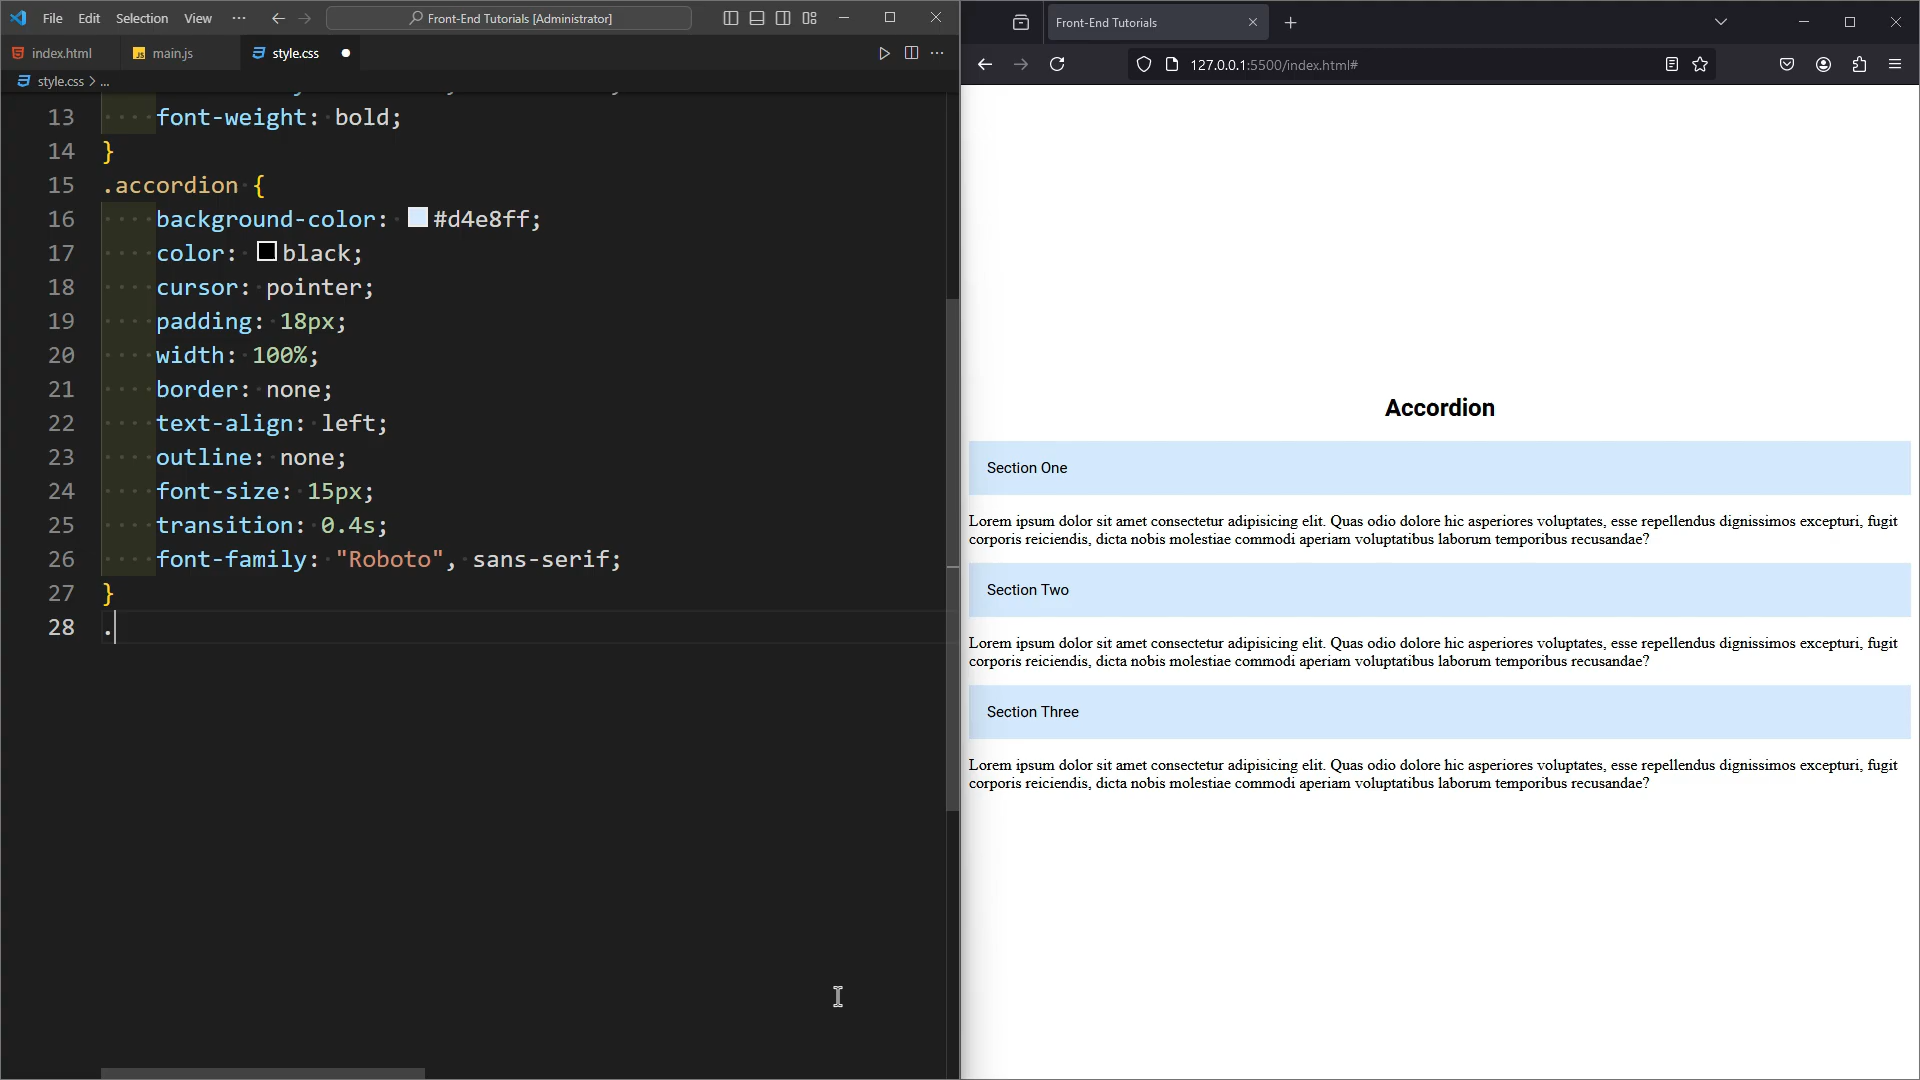 File Edit Selection View ··· Front-End Tutorials [Administrator]
index.html main.js style.css
style.css > ...
13 font-weight: bold;
14 }
15 .accordion {
16 background-color: #d4e8ff;
17 color: black;
18 cursor: pointer;
19 padding: 18px;
20 width: 100%;
21 border: none;
22 text-align: left;
23 outline: none;
24 font-size: 15px;
25 transition: 0.4s;
26 font-family: "Roboto", sans-serif;
27 }
28 .
Front-End Tutorials
127.0.0.1:5500/index.html#
Accordion
Section One
Lorem ipsum dolor sit amet consectetur adipisicing elit. Quas odio dolore hic asperiores voluptates, esse repellendus dignissimos excepturi, fugit
corporis reiciendis, dicta nobis molestiae commodi aperiam voluptatibus laborum temporibus recusandae?
Section Two
Lorem ipsum dolor sit amet consectetur adipisicing elit. Quas odio dolore hic asperiores voluptates, esse repellendus dignissimos excepturi, fugit
corporis reiciendis, dicta nobis molestiae commodi aperiam voluptatibus laborum temporibus recusandae?
Section Three
Lorem ipsum dolor sit amet consectetur adipisicing elit. Quas odio dolore hic asperiores voluptates, esse repellendus dignissimos excepturi, fugit
corporis reiciendis, dicta nobis molestiae commodi aperiam voluptatibus laborum temporibus recusandae?